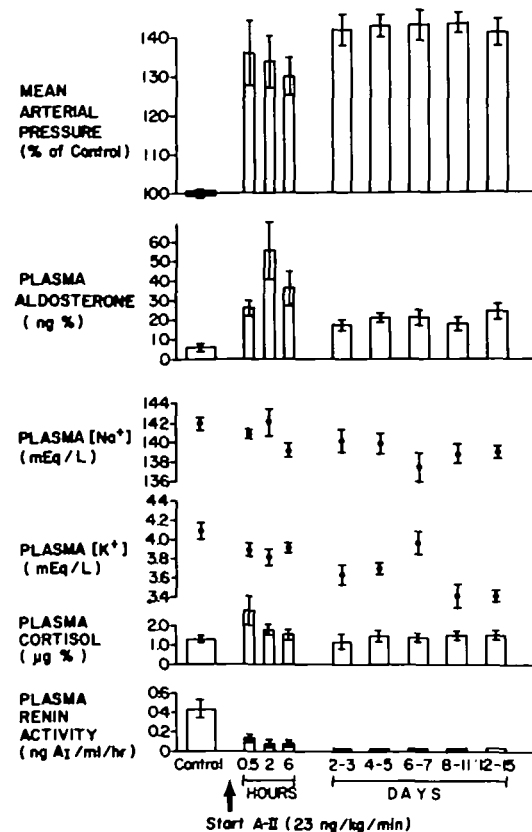 MEAN
ARTERIAL
PRESSURE
(% of Control)
140
130
120
110
100
PLASMA
ALDOSTERONE
(ng %)
60
50
40
30
20
10
0
PLASMA [Na+]
(mEq/L)
144
142
140
138
136
PLASMA [K+]
(mEq/L)
4.4
4.2
4.0
3.8
3.6
3.4
PLASMA
CORTISOL
(µg %)
2.0
1.0
0
PLASMA
RENIN
ACTIVITY
(ng AI/ml/hr)
0.6
0.4
0.2
0
Control 0.5 2 6 2-3 4-5 6-7 8-11 12-15
HOURS DAYS
Start A-II (23 ng/kg/min)